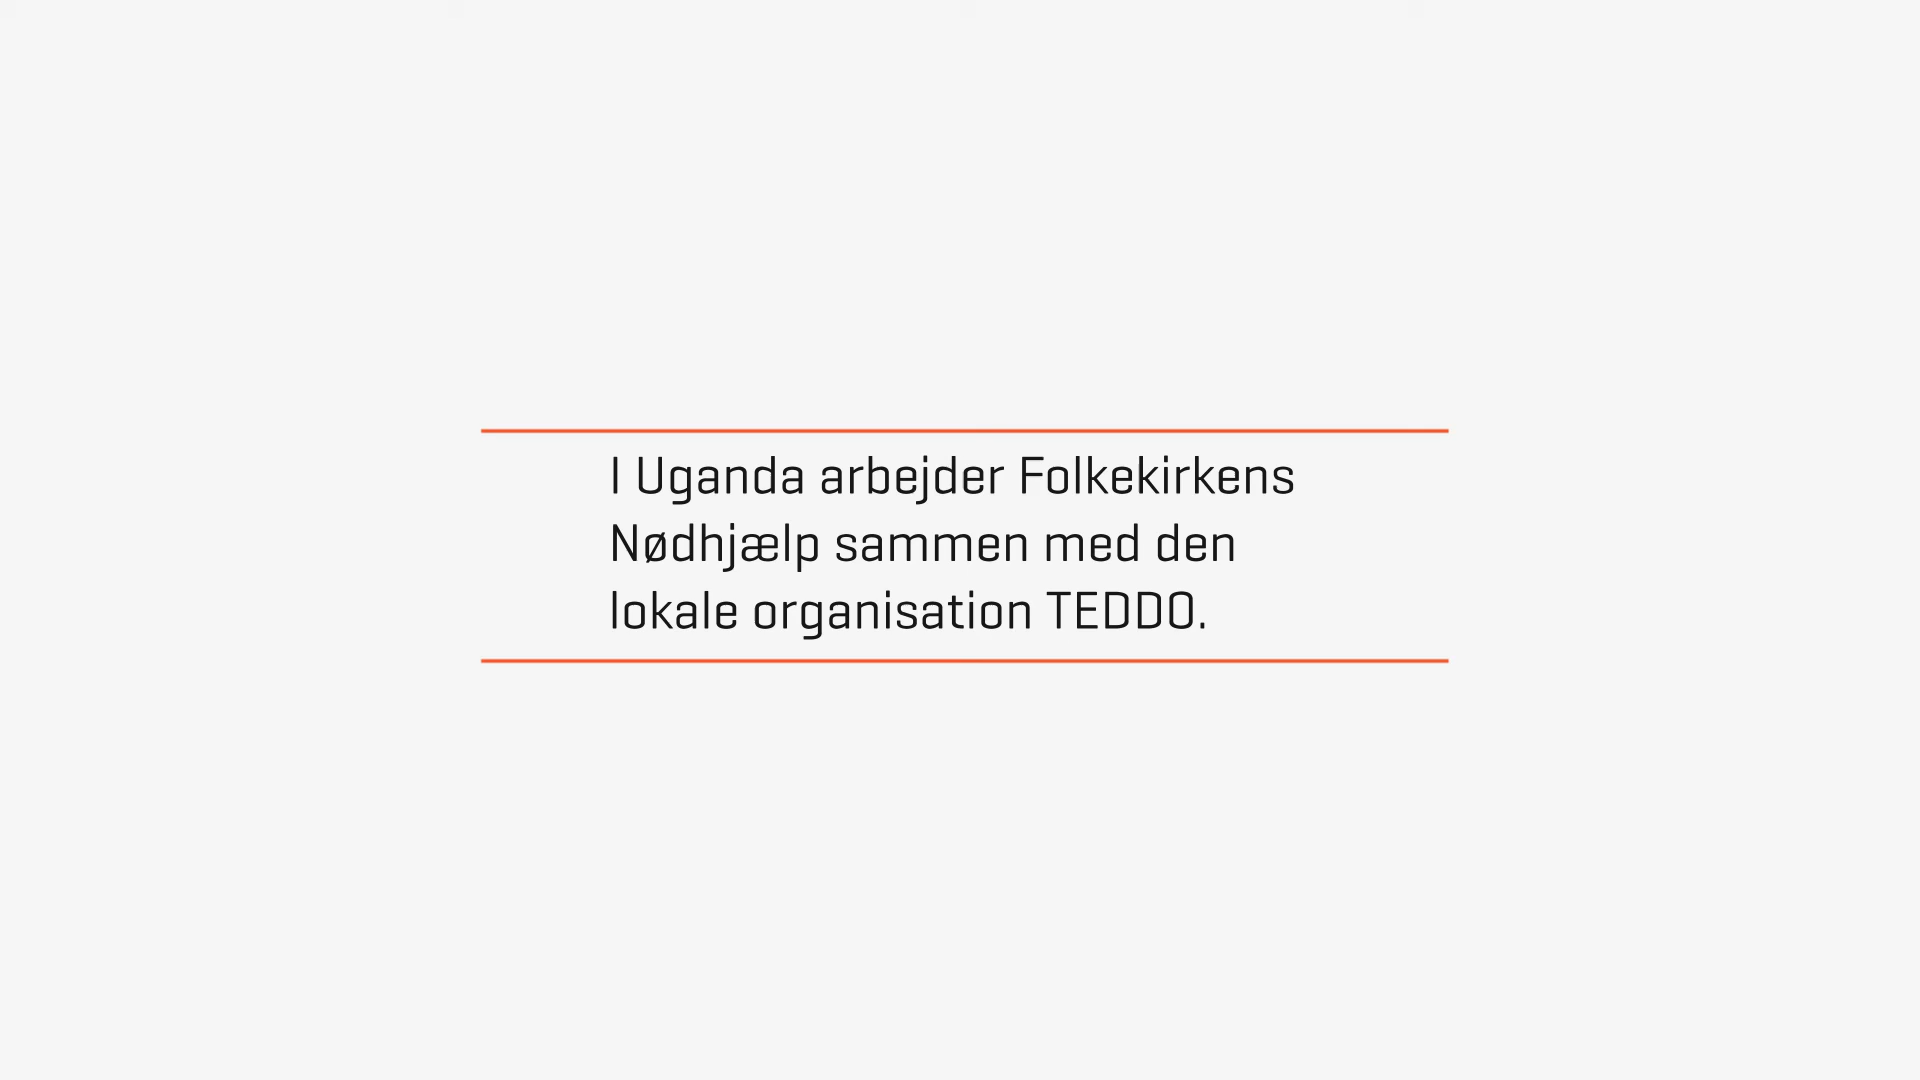 I Uganda arbejder Folkekirkens
Nødhjælp sammen med den
lokale organisation TEDDO.